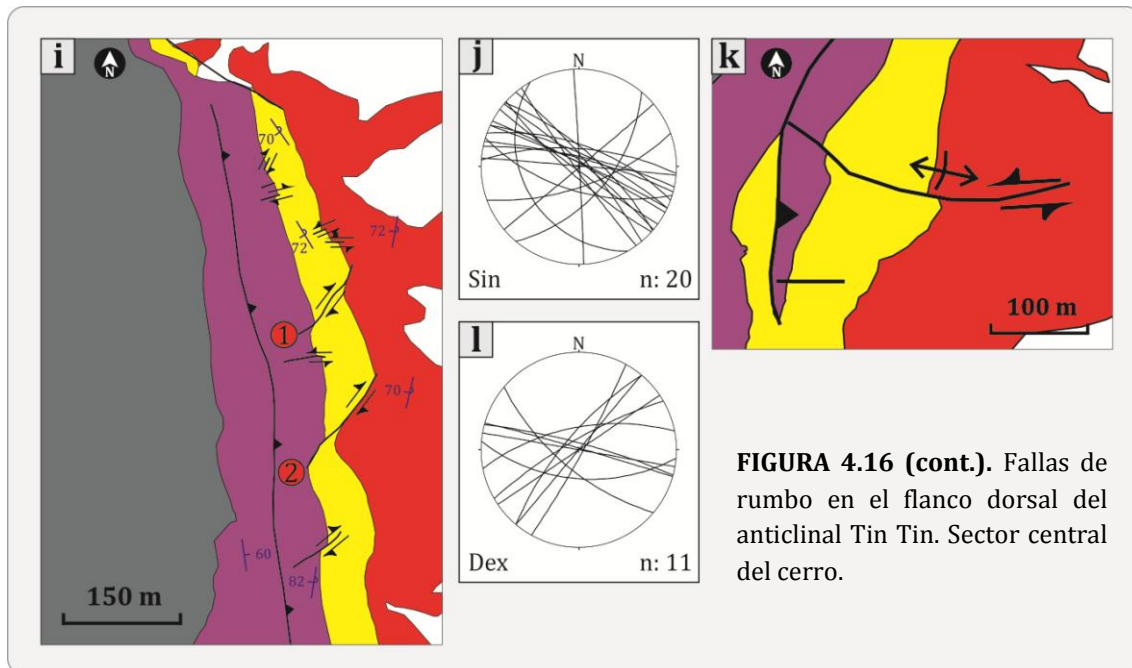 i
N
70
72
72
1
70
2
60
82
150 m
j
N
Sin
n: 20
k
N
100 m
l
N
Dex
n: 11
FIGURA 4.16 (cont.). Fallas de
rumbo en el flanco dorsal del
anticlinal Tin Tin. Sector central
del cerro.